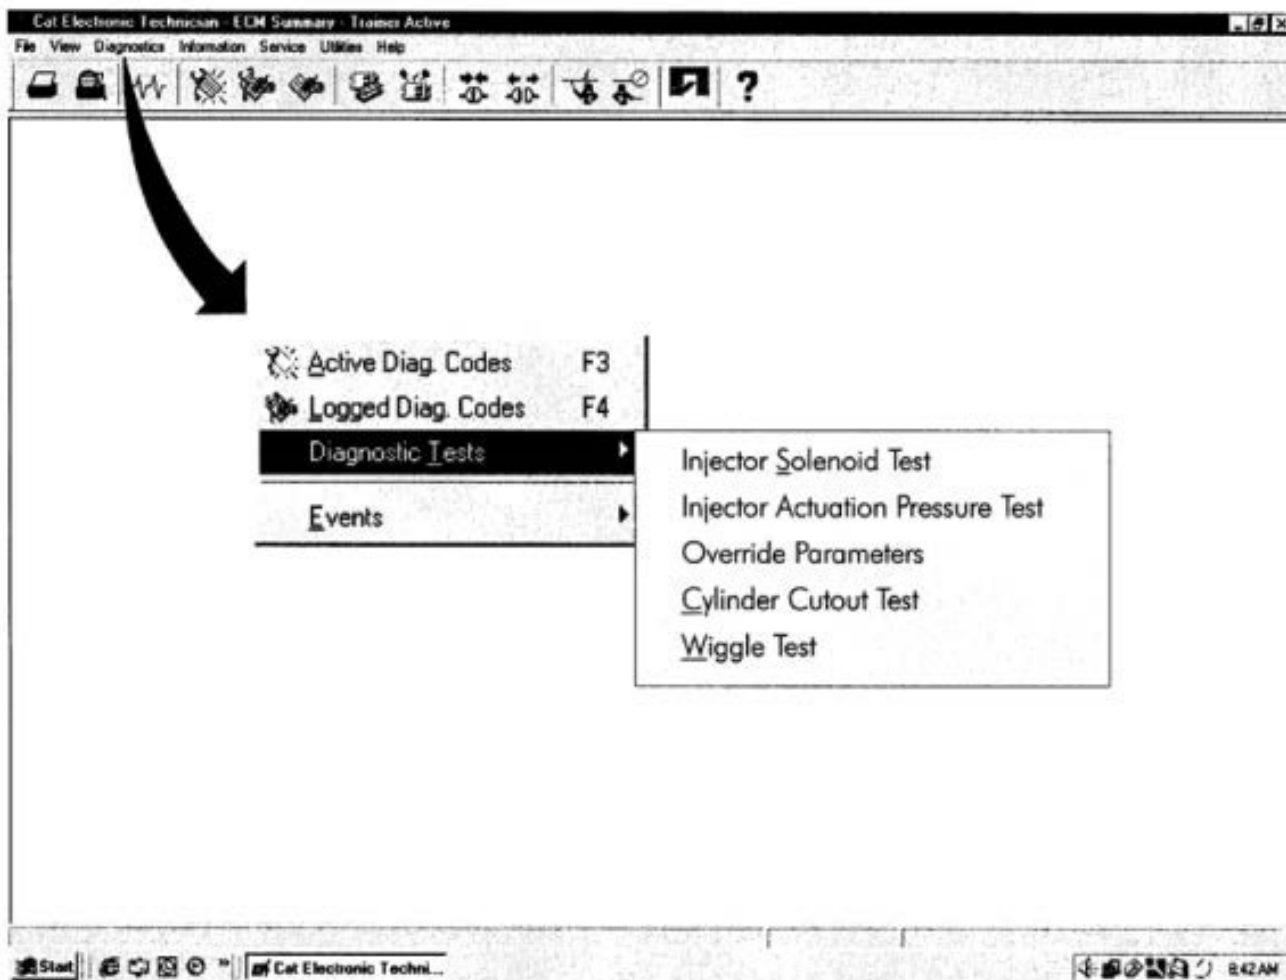 Cat Electronic Technician - ECM Summary - Trainer Active
File View Diagnostics Information Service Utilities Help
?
Active Diag. Codes F3
Logged Diag. Codes F4
Diagnostic Tests
Events
Injector Solenoid Test
Injector Actuation Pressure Test
Override Parameters
Cylinder Cutout Test
Wiggle Test
Start Cat Electronic Techni... 8:42 AM